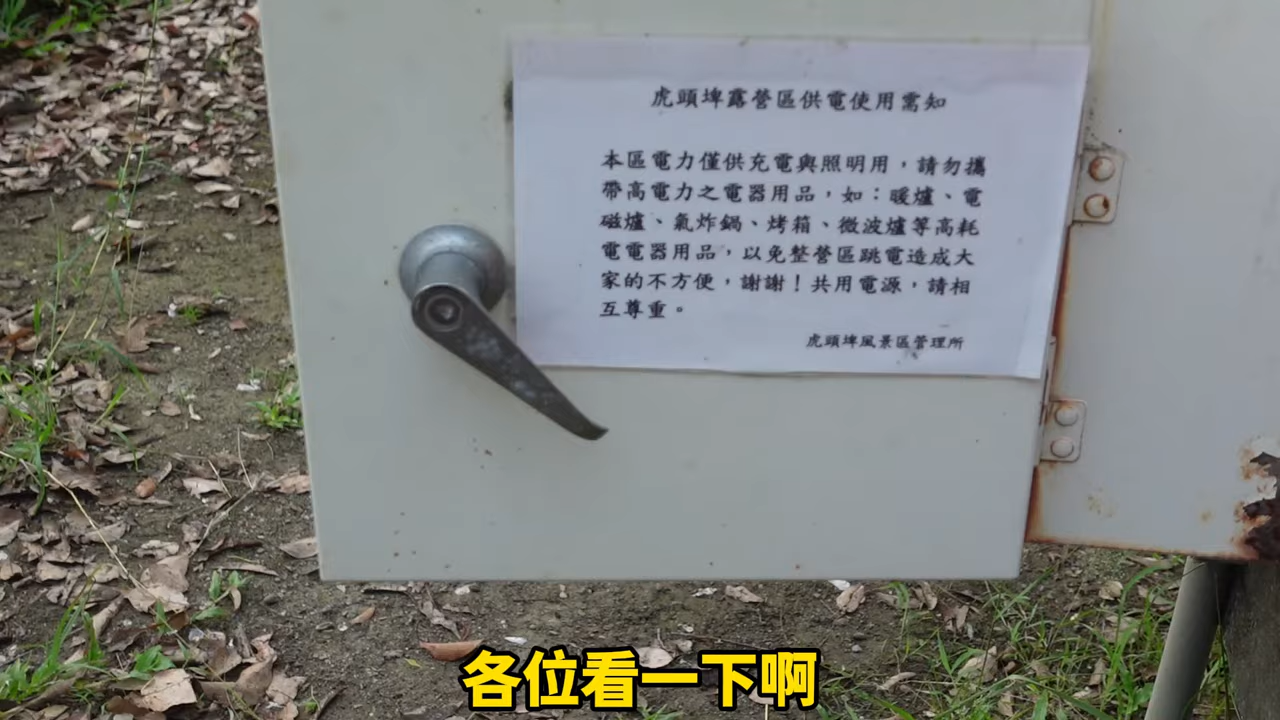 虎頭埤露營區供電使用需知
本區電力僅供充電與照明用，請勿攜
帶高電力之電器用品，如：暖爐、電
磁爐、氣炸鍋、烤箱、微波爐等高耗
電電器用品，以免整營區跳電造成大
家的不方便，謝謝！共用電源，請相
互尊重。
虎頭埤風景區管理所
各位看一下啊